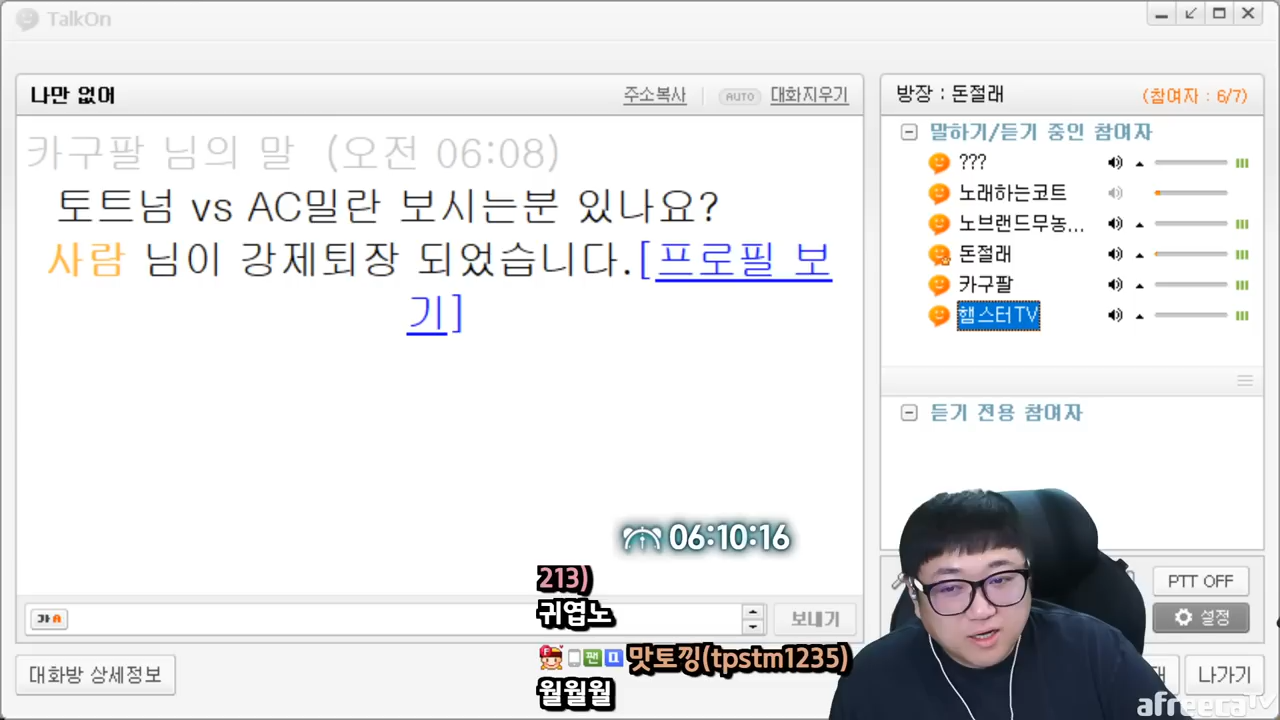 TalkOn
나만 없어
주소복사
AUTO
대화지우기
카구팔 님의 말 (오전 06:08)
토트넘 vs AC밀란 보시는분 있나요?
사람 님이 강제퇴장 되었습니다.[프로필 보
기]
방장 : 돈절래
(참여자 : 6/7)
말하기/듣기 중인 참여자
???
노래하는코트
노브랜드무농...
돈절래
카구팔
햄스터TV
듣기 전용 참여자
06:10:16
213)
귀엽노
맛토낑(tpstm1235)
월월월
가A
보내기
PTT OFF
설정
대화방 상세정보
나가기
afreecaTV